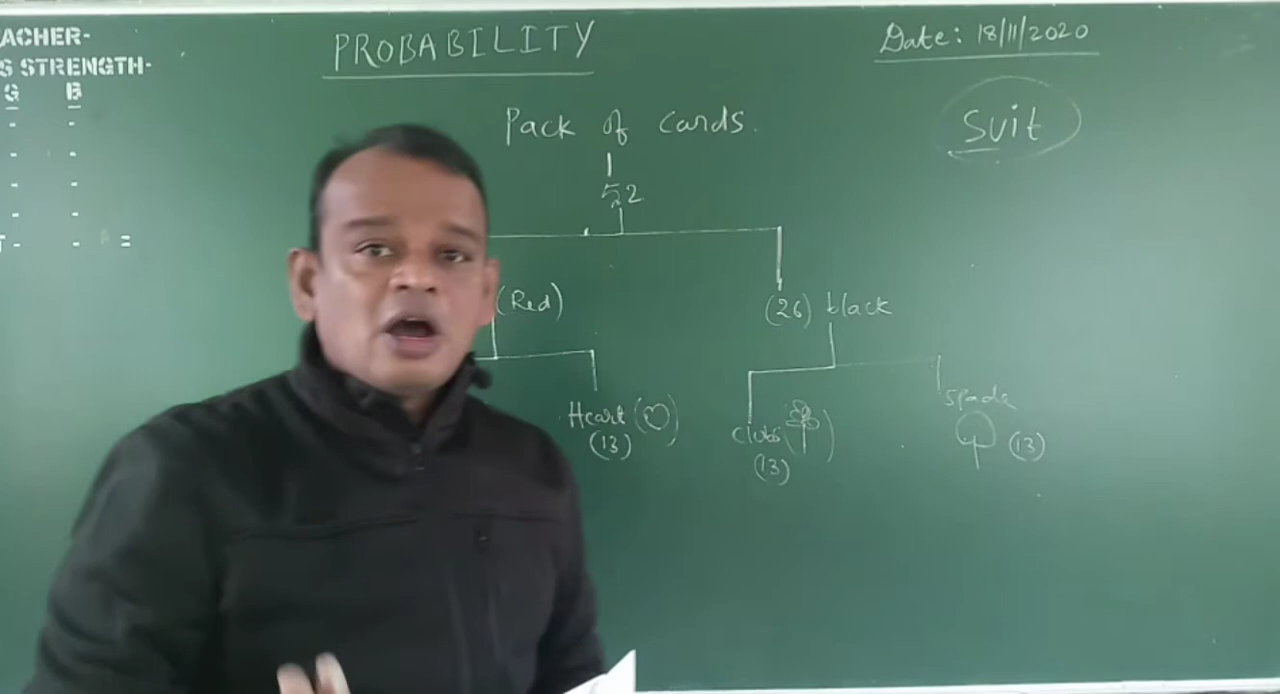 ACHER-
S STRENGTH-
G B
PROBABILITY
Date: 18/11/2020
Pack of cards.
Suit
52
(Red)
(26) black
Heart (♡)
(13)
Clubs (♧)
(13)
Spade
(13)